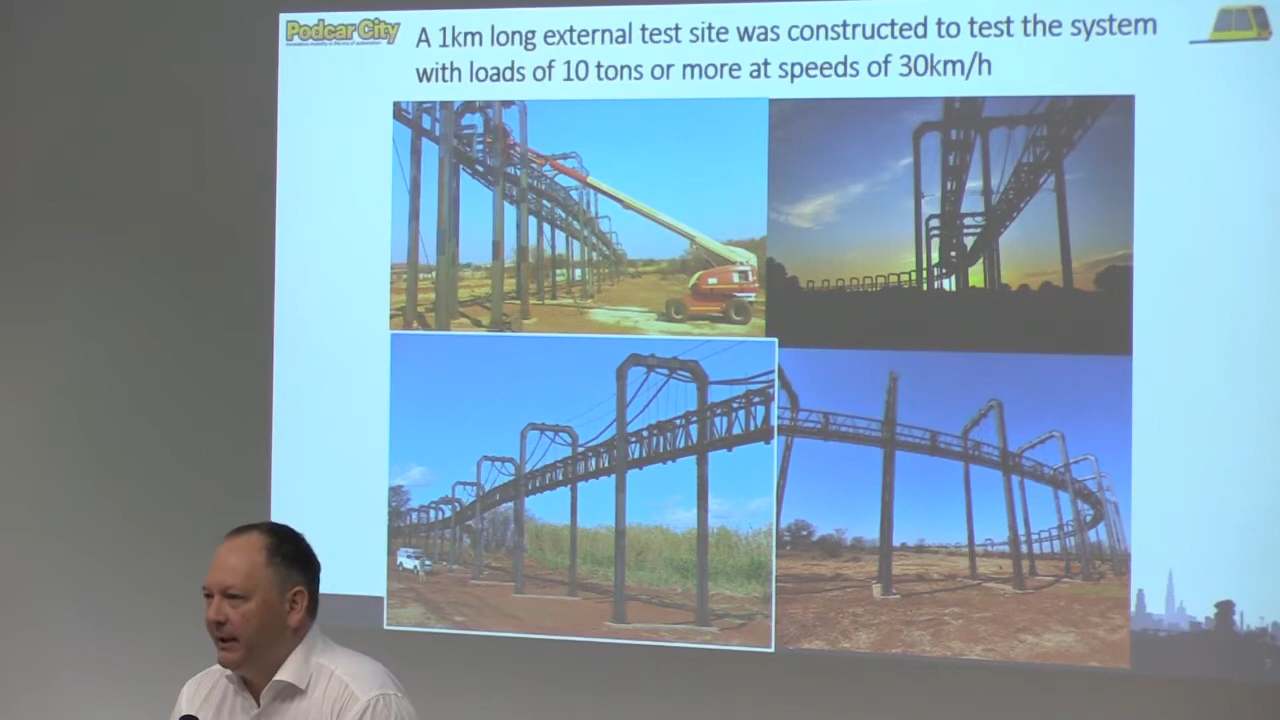 Podcar City
A 1km long external test site was constructed to test the system
with loads of 10 tons or more at speeds of 30km/h